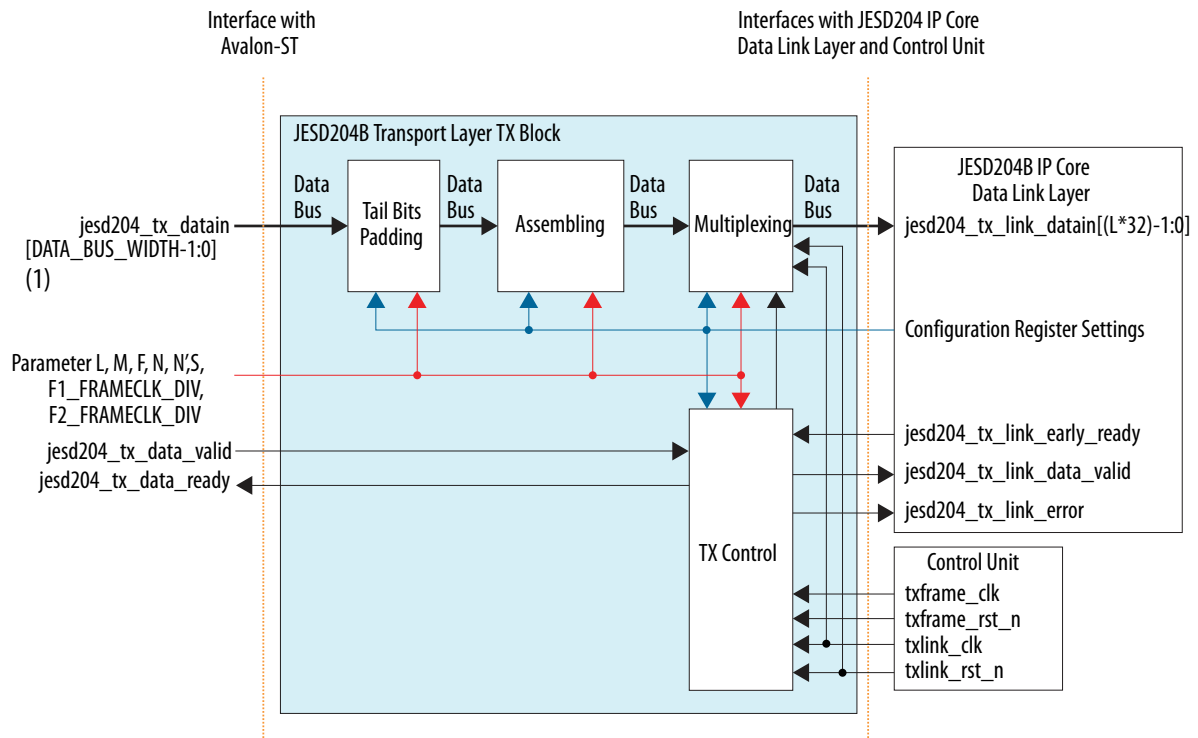 Interface with
Avalon-ST
Interfaces with JESD204 IP Core
Data Link Layer and Control Unit
JESD204B Transport Layer TX Block
Data
Bus
Tail Bits
Padding
Data
Bus
Assembling
Data
Bus
Multiplexing
Data
Bus
JESD204B IP Core
Data Link Layer
jesd204_tx_datain
[DATA_BUS_WIDTH-1:0]
(1)
jesd204_tx_link_datain[(L*32)-1:0]
Configuration Register Settings
Parameter L, M, F, N, N’,S,
F1_FRAMECLK_DIV,
F2_FRAMECLK_DIV
jesd204_tx_data_valid
jesd204_tx_data_ready
TX Control
jesd204_tx_link_early_ready
jesd204_tx_link_data_valid
jesd204_tx_link_error
Control Unit
txframe_clk
txframe_rst_n
txlink_clk
txlink_rst_n